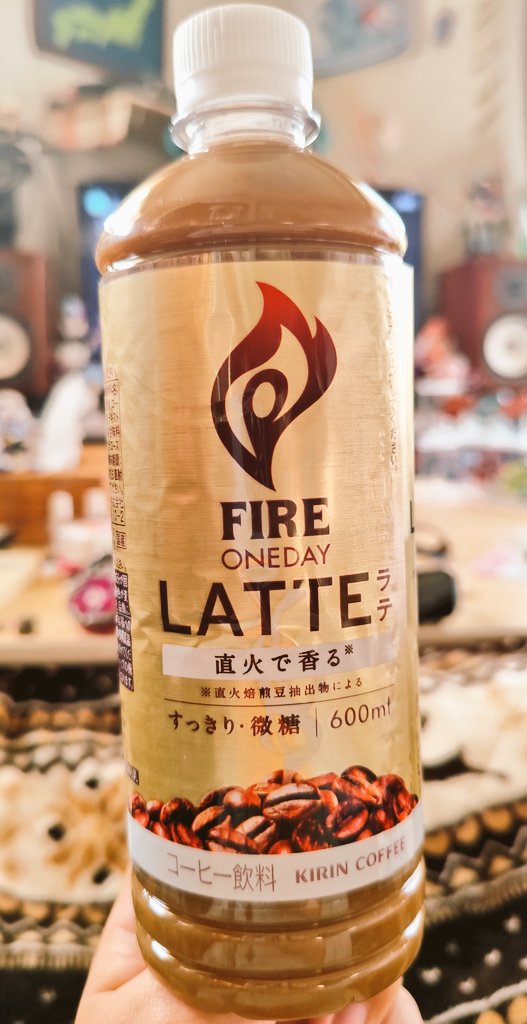 FIRE
ONEDAY
LATTE ラテ
直火で香る※
※直火焙煎豆抽出物による
すっきり・微糖 | 600ml
コーヒー飲料 KIRIN COFFEE